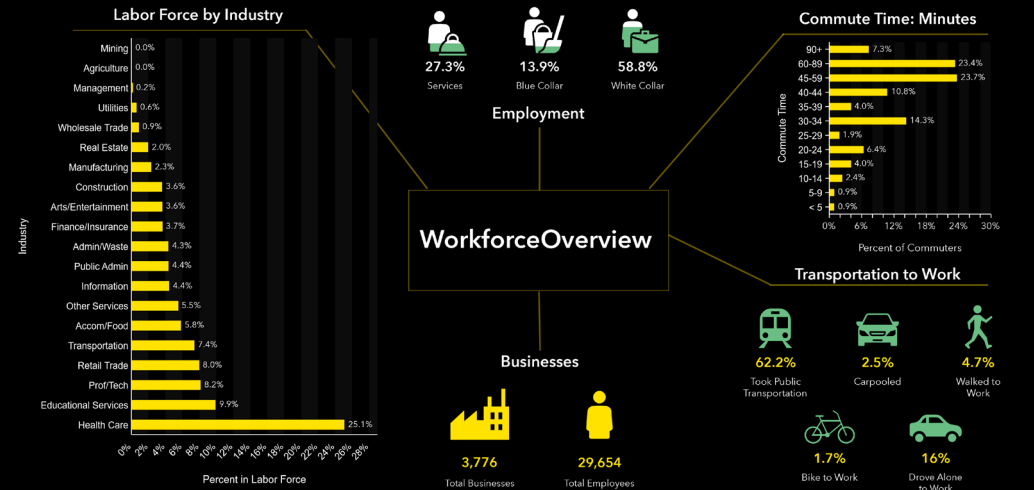 Labor Force by Industry
Industry
Mining 0.0%
Agriculture 0.0%
Management 0.2%
Utilities 0.6%
Wholesale Trade 0.9%
Real Estate 2.0%
Manufacturing 2.3%
Construction 3.6%
Arts/Entertainment 3.6%
Finance/Insurance 3.7%
Admin/Waste 4.3%
Public Admin 4.4%
Information 4.4%
Other Services 5.5%
Accom/Food 5.8%
Transportation 7.4%
Retail Trade 8.0%
Prof/Tech 8.2%
Educational Services 9.9%
Health Care 25.1%
0% 2% 4% 6% 8% 10% 12% 14% 16% 18% 20% 22% 24% 26% 28%
Percent in Labor Force
27.3% 13.9% 58.8%
Services Blue Collar White Collar
Employment
WorkforceOverview
Businesses
3,776 29,654
Total Businesses Total Employees
Commute Time: Minutes
Commute Time
90+ 7.3%
60-89 23.4%
45-59 23.7%
40-44 10.8%
35-39 4.0%
30-34 14.3%
25-29 1.9%
20-24 6.4%
15-19 4.0%
10-14 2.4%
5-9 0.9%
< 5 0.9%
0% 6% 12% 18% 24% 30%
Percent of Commuters
Transportation to Work
62.2% 2.5% 4.7%
Took Public Carpooled Walked to
Transportation Work
1.7% 16%
Bike to Work Drove Alone
to Work